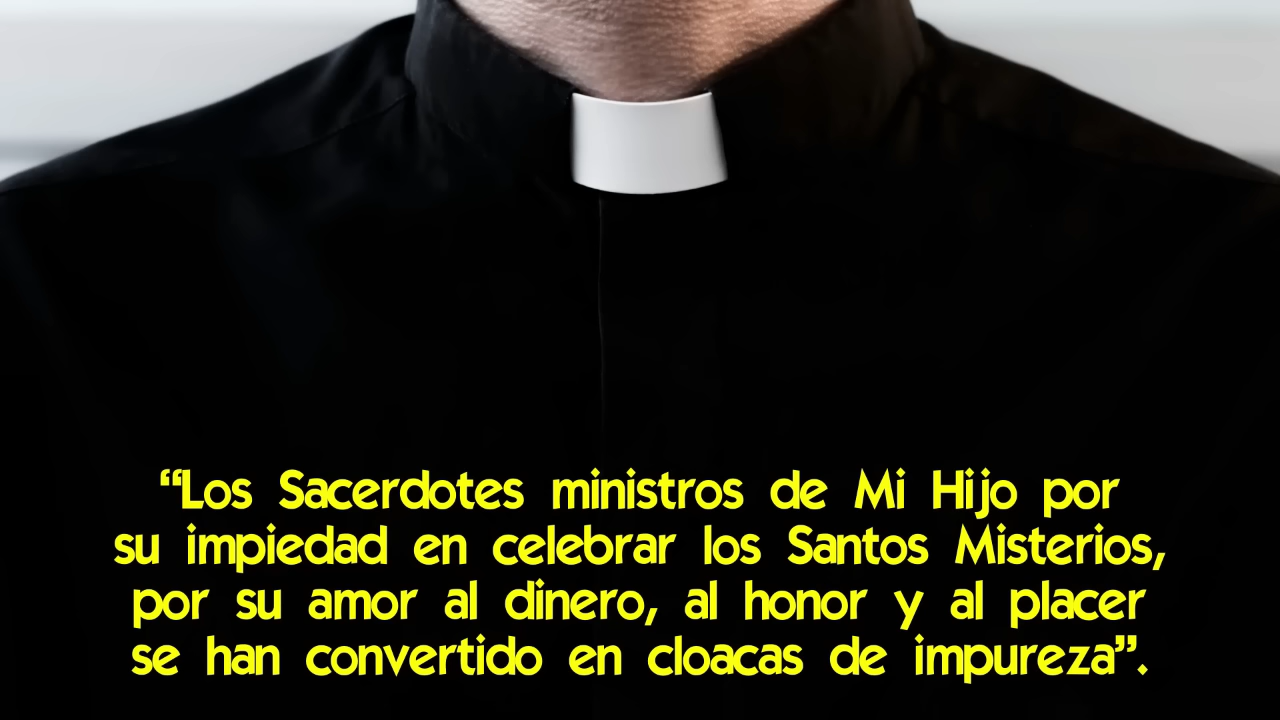 “Los Sacerdotes ministros de Mi Hijo por
su impiedad en celebrar los Santos Misterios,
por su amor al dinero, al honor y al placer
se han convertido en cloacas de impureza”.